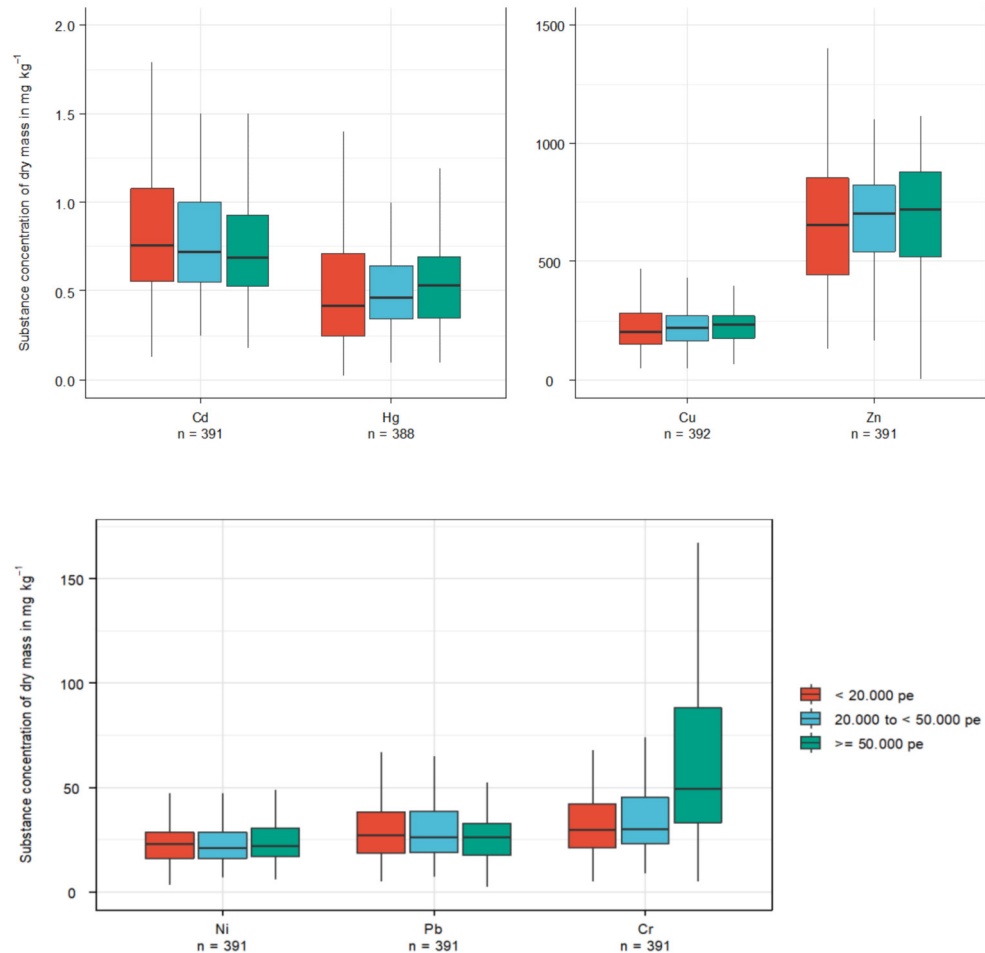 Substance concentration of dry mass in mg kg⁻¹
2.0
1.5
1.0
0.5
0.0
Cd
n = 391
Hg
n = 388
1500
1000
500
0
Cu
n = 392
Zn
n = 391
Substance concentration of dry mass in mg kg⁻¹
150
100
50
0
Ni
n = 391
Pb
n = 391
Cr
n = 391
< 20.000 pe
20.000 to < 50.000 pe
>= 50.000 pe